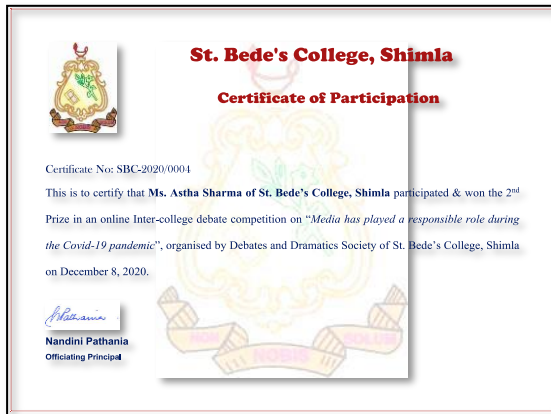 St. Bede's College, Shimla
Certificate of Participation
Certificate No: SBC-2020/0004
This is to certify that Ms. Astha Sharma of St. Bede's College, Shimla participated & won the 2nd
Prize in an online Inter-college debate competition on “Media has played a responsible role during
the Covid-19 pandemic”, organised by Debates and Dramatics Society of St. Bede's College, Shimla
on December 8, 2020.
NON NOBIS SOLUM
Nandini Pathania
Officiating Principal